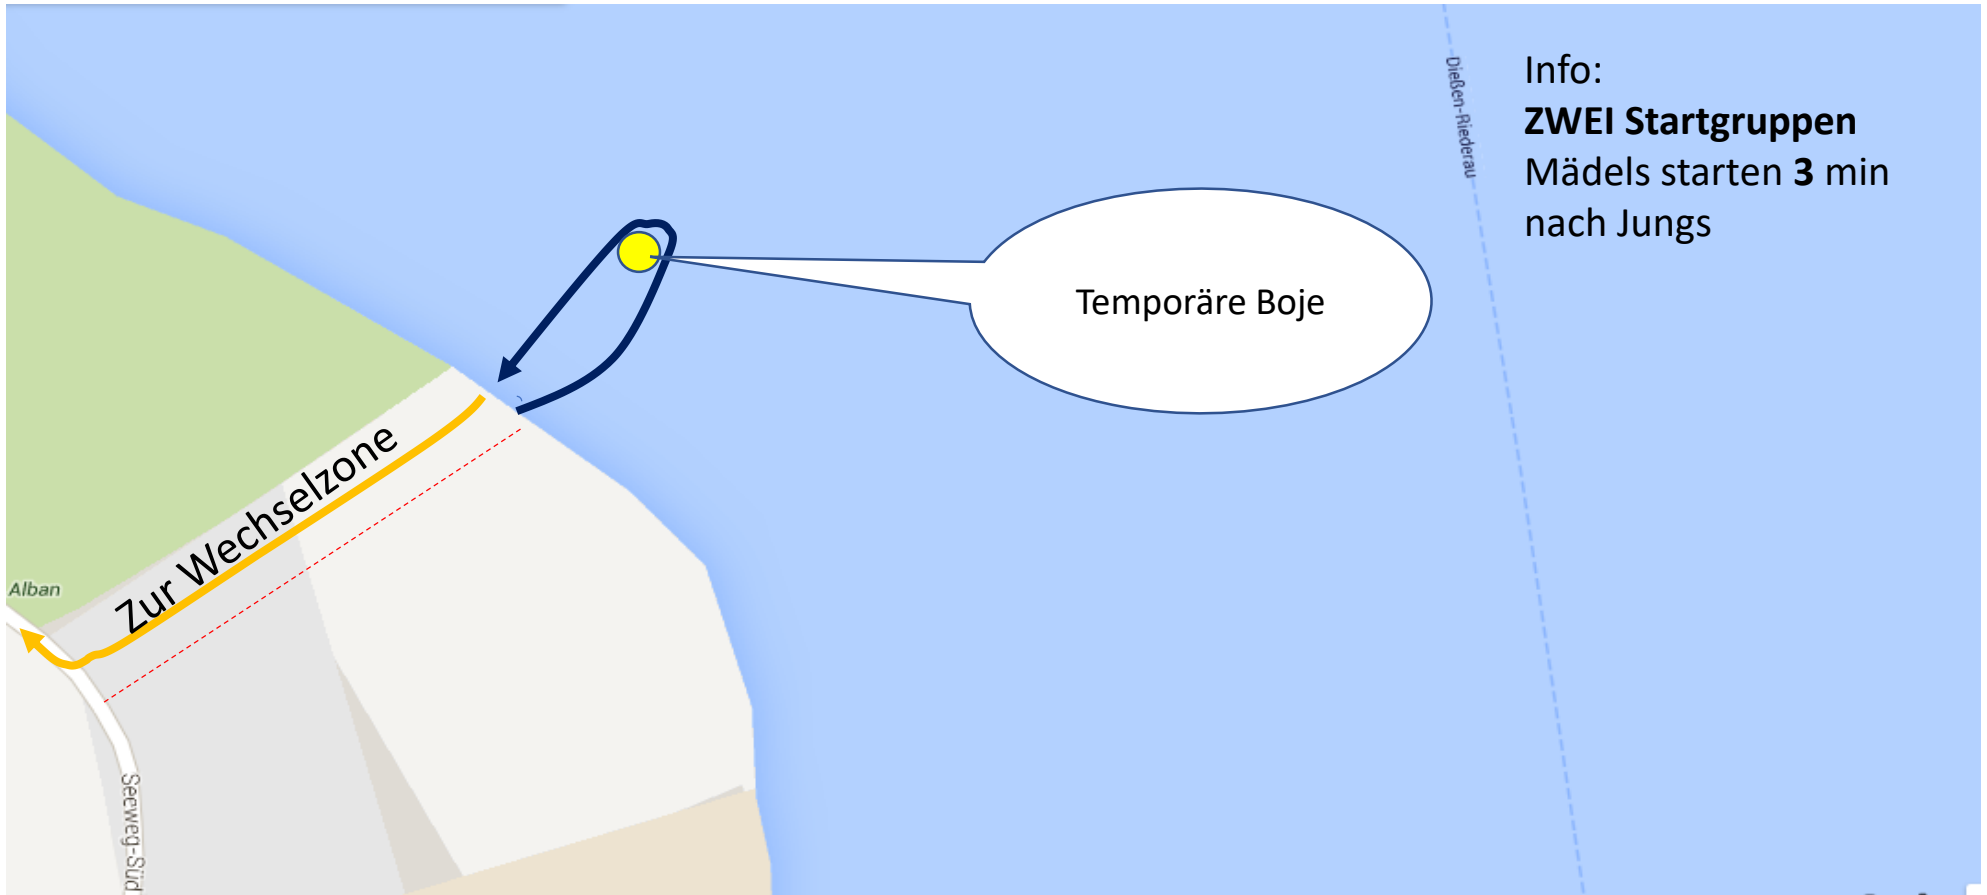 Info:
ZWEI Startgruppen
Mädels starten 3 min
nach Jungs
Dießen-Riederau
Temporäre Boje
Zur Wechselzone
Alban
Seeweg-Süd